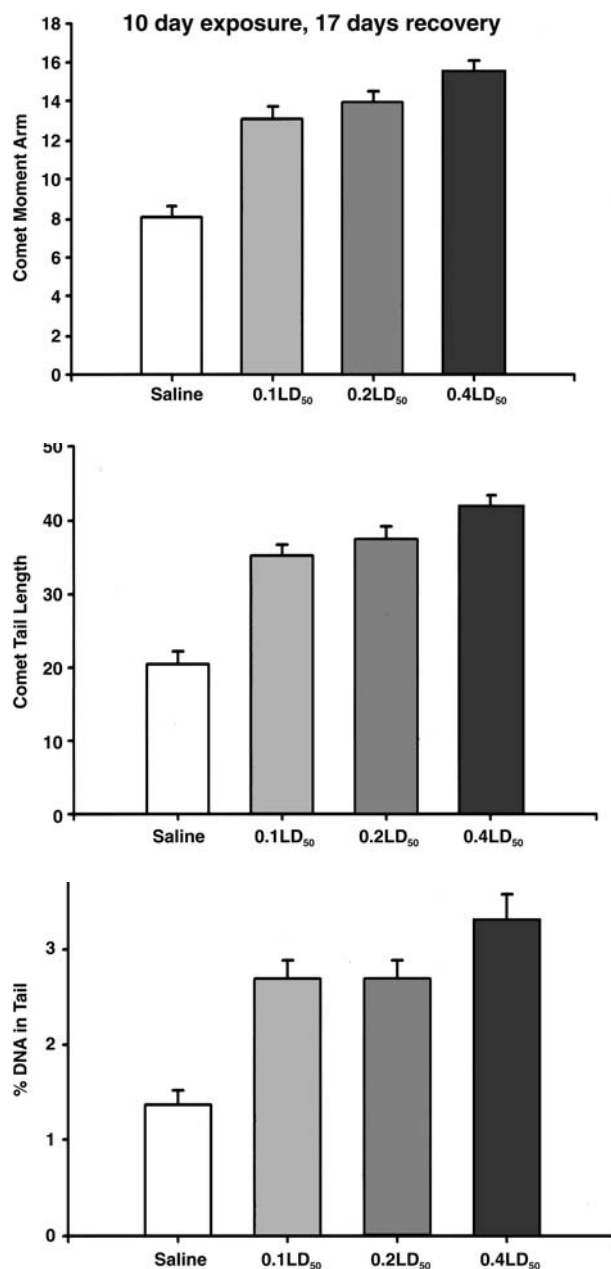 10 day exposure, 17 days recovery
18
16
14
12
10
8
6
4
2
0
Comet Moment Arm
Saline 0.1LD₅₀ 0.2LD₅₀ 0.4LD₅₀
50
40
30
20
10
0
Comet Tail Length
Saline 0.1LD₅₀ 0.2LD₅₀ 0.4LD₅₀
3
2
1
0
% DNA in Tail
Saline 0.1LD₅₀ 0.2LD₅₀ 0.4LD₅₀